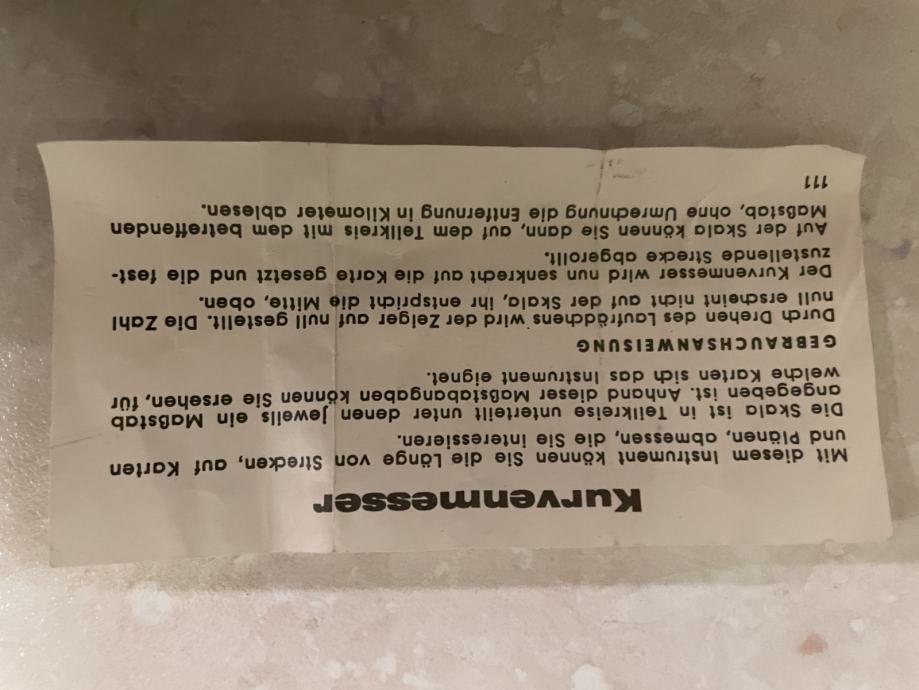 Kurvenmesser
Mit diesem Instrument können Sie die Länge von Strecken, auf Karten
und Plänen, abmessen, die Sie interessieren.
Die Skala ist in Teilkreise unterteilt unter denen jeweils ein Maßstab
angegeben ist. Anhand dieser Maßstabangaben können Sie ersehen, für
welche Karten sich das Instrument eignet.
GEBRAUCHSANWEISUNG
Durch Drehen des Laufrädchens wird der Zeiger auf null gestellt. Die Zahl
null erscheint nicht auf der Skala, ihr entspricht die Mitte, oben.
Der Kurvenmesser wird nun senkrecht auf die Karte gesetzt und die fest-
zustellende Strecke abgerollt.
Auf der Skala können Sie dann, auf dem Teilkreis mit dem betreffenden
Maßstab, ohne Umrechnung die Entfernung in Kilometer ablesen.
111